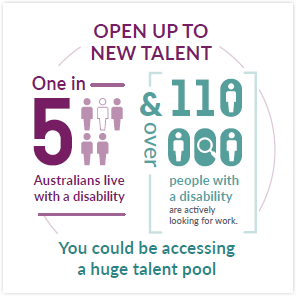 OPEN UP TO
NEW TALENT
One in
5
Australians live
with a disability
& over
110
000
people with
a disability
are actively
looking for work.
You could be accessing
a huge talent pool